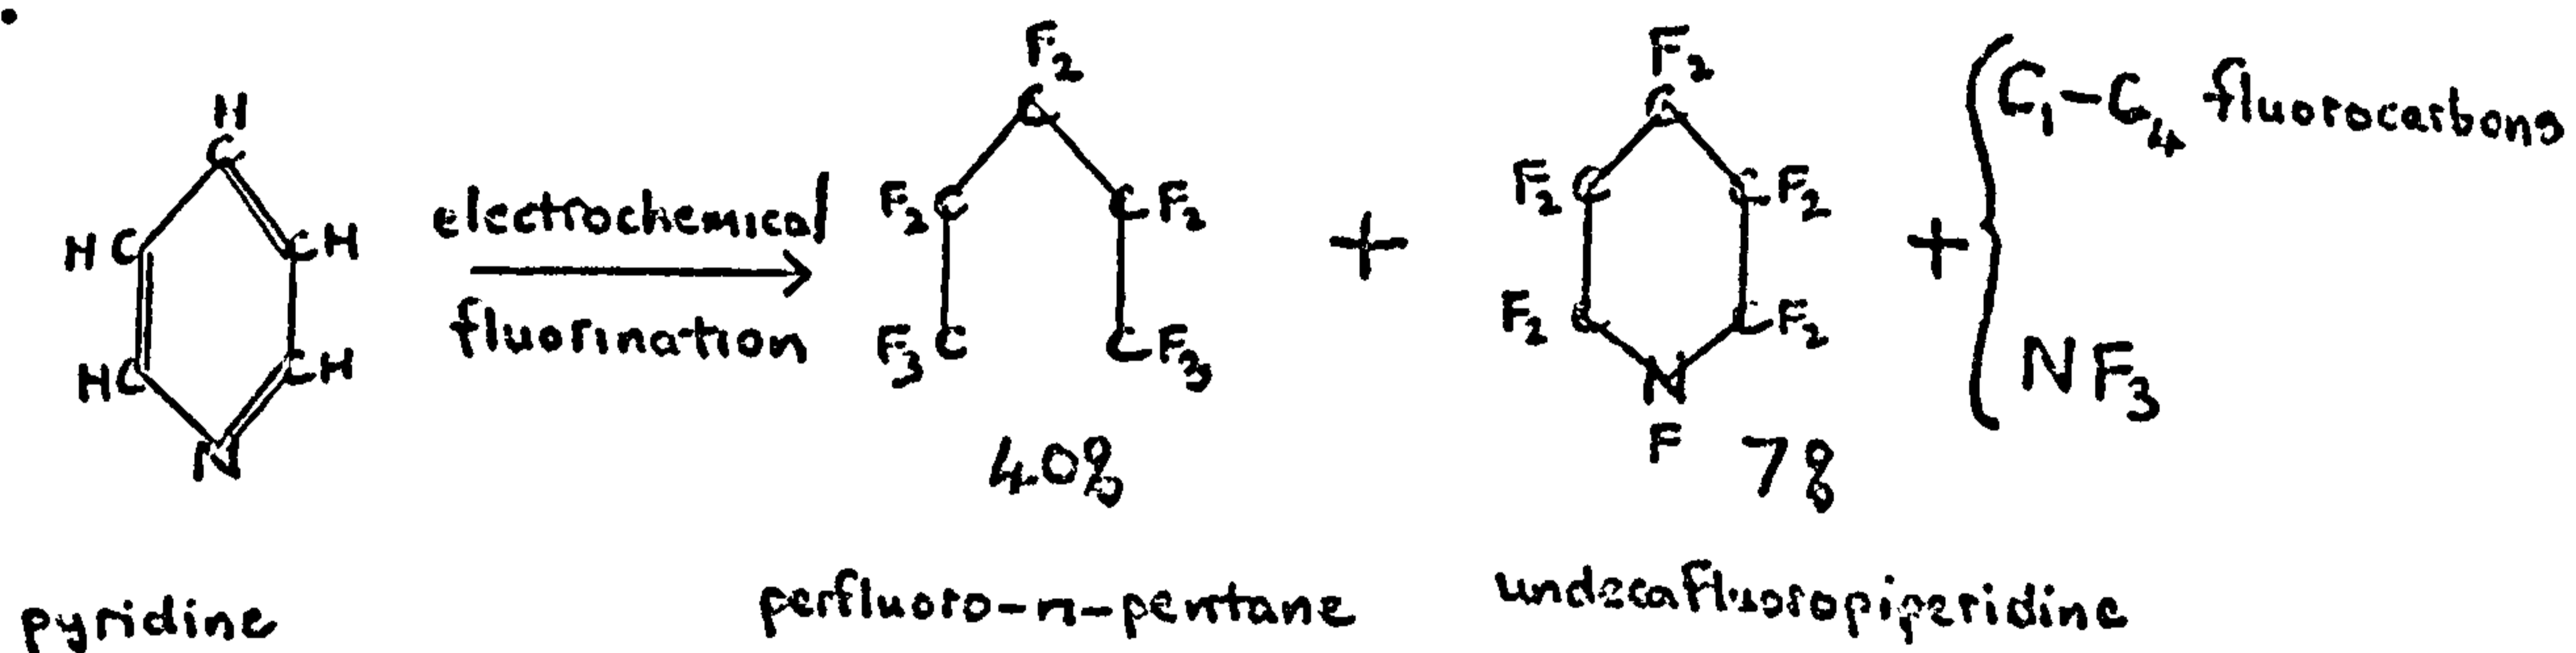 H
C
HC CH
HC CH
N
pyridine
electrochemical
fluorination
F2
C
F2C CF2
F3C CF3
40%
perfluoro-n-pentane
+
F2
C
F2C CF2
F2C CF2
N
F 7%
undecafluoropiperidine
+
C1-C4 fluorocarbons
NF3